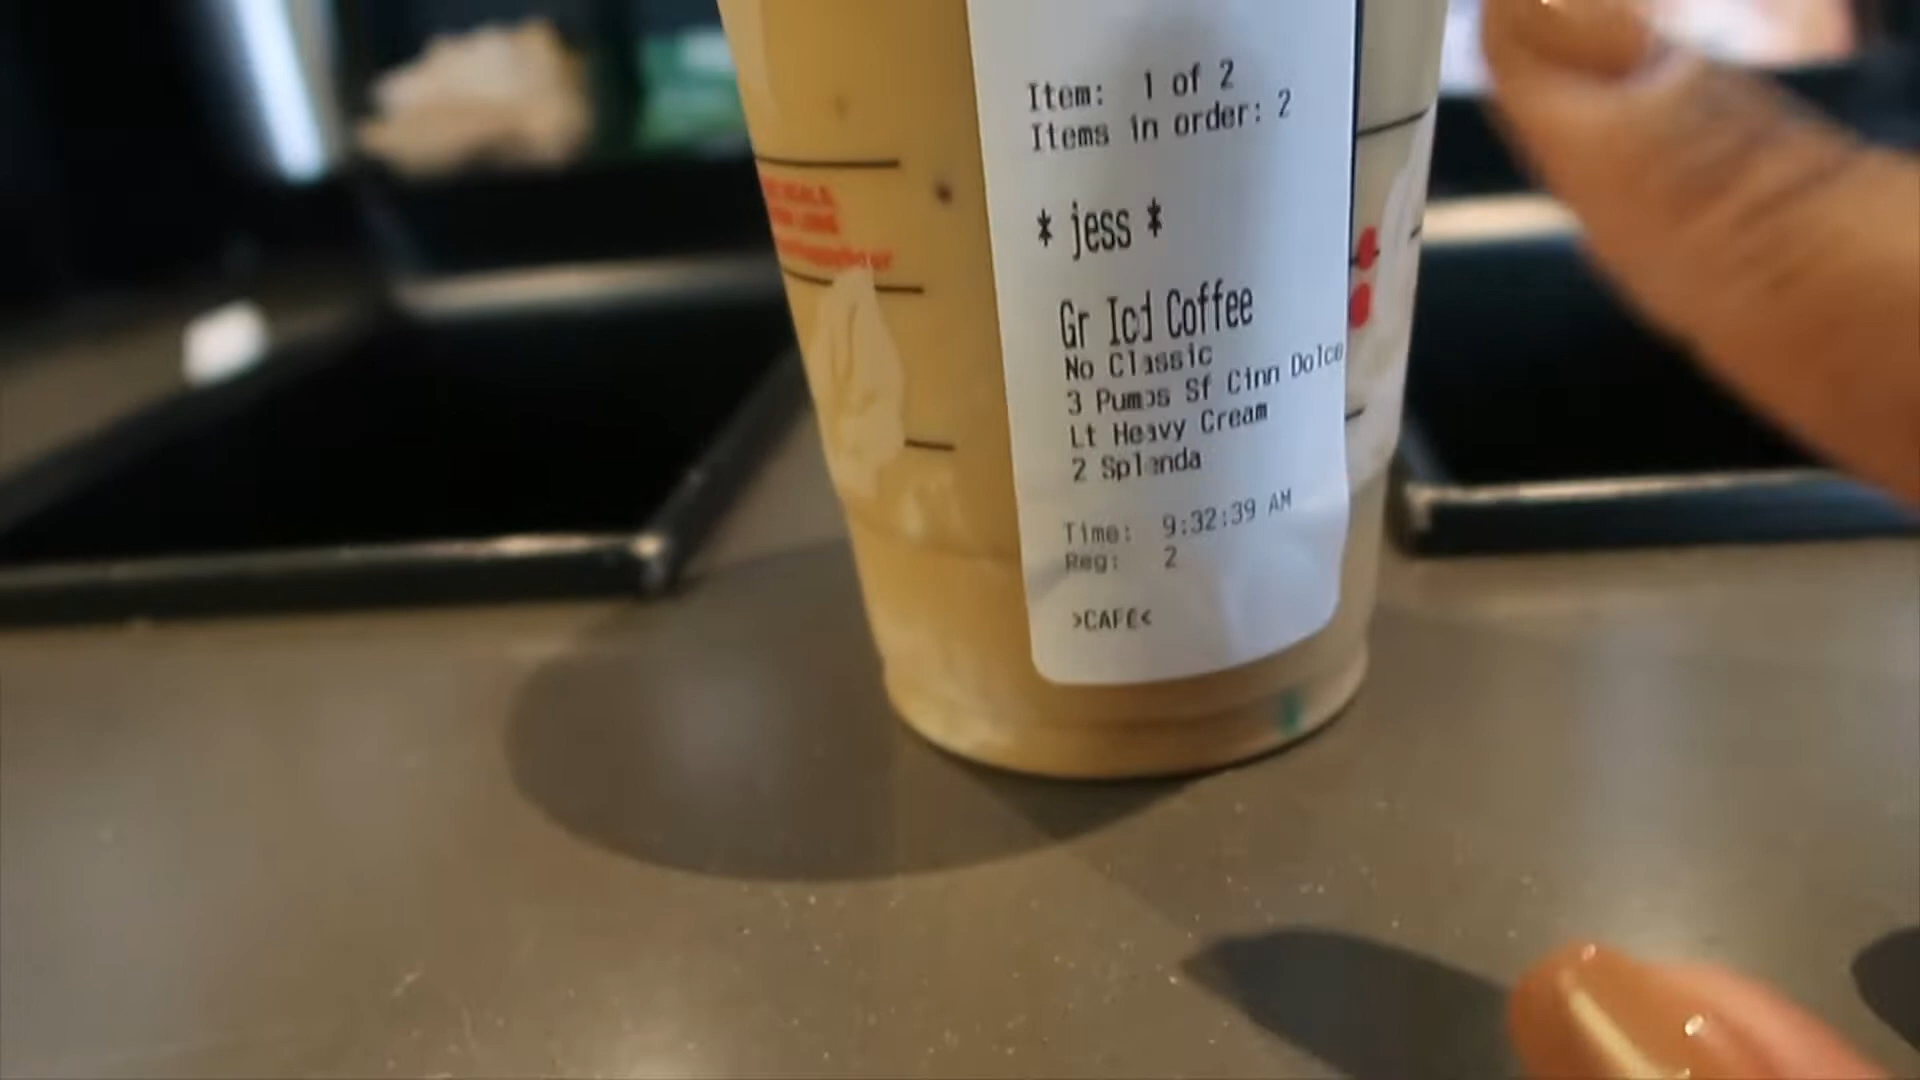 Item: 1 of 2
Items in order: 2
* jess *
Gr Icd Coffee
No Classic
3 Pumps Sf Cinn Dolce
Lt Heavy Cream
2 Splenda
Time: 9:32:39 AM
Reg: 2
>CAFE<